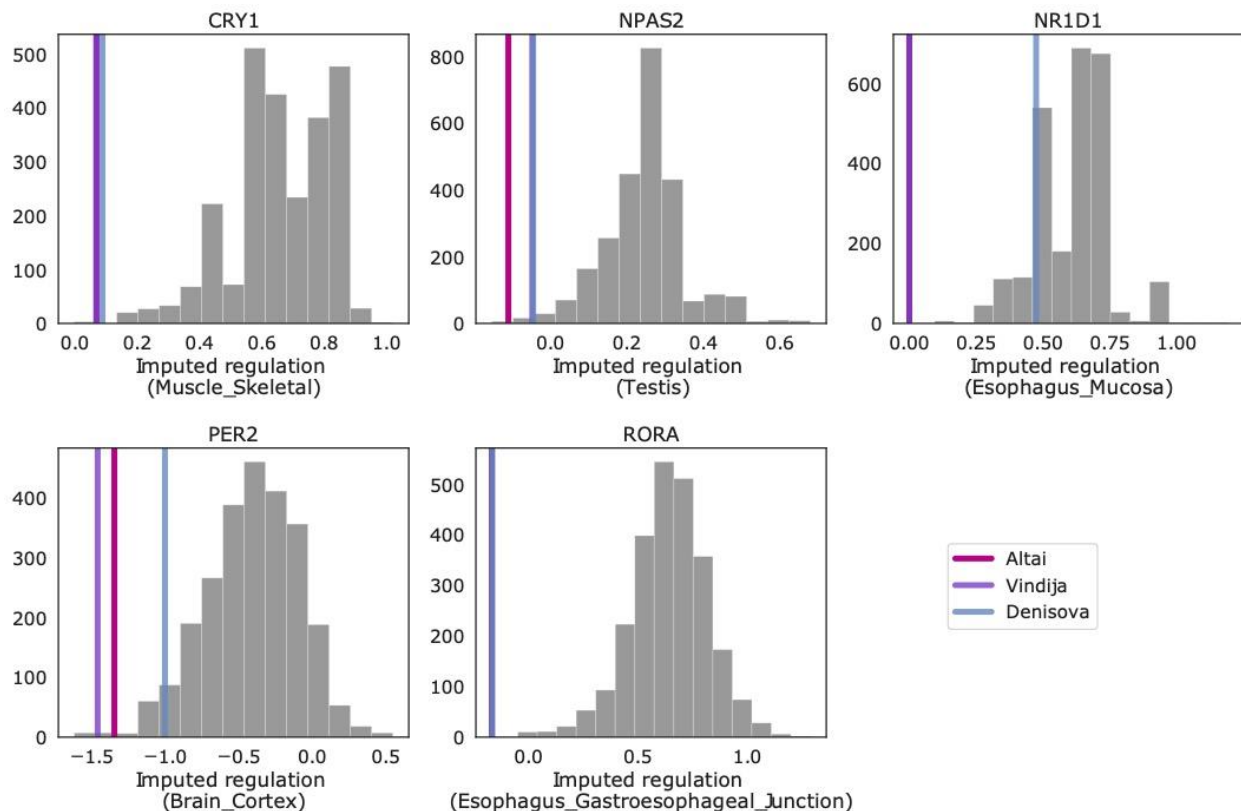 CRY1
500
400
300
200
100
0
0.0 0.2 0.4 0.6 0.8 1.0
Imputed regulation
(Muscle_Skeletal)
NPAS2
800
600
400
200
0
0.0 0.2 0.4 0.6
Imputed regulation
(Testis)
NR1D1
600
400
200
0
0.00 0.25 0.50 0.75 1.00
Imputed regulation
(Esophagus_Mucosa)
PER2
400
300
200
100
0
−1.5 −1.0 −0.5 0.0 0.5
Imputed regulation
(Brain_Cortex)
RORA
500
400
300
200
100
0
0.0 0.5 1.0
Imputed regulation
(Esophagus_Gastroesophageal_Junction)
Altai
Vindija
Denisova